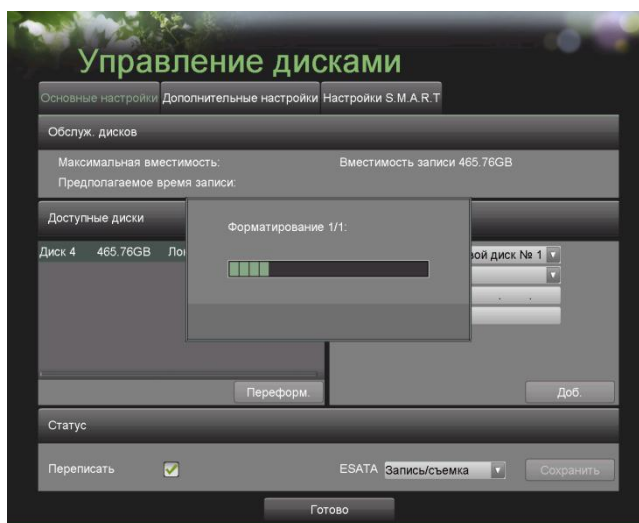 Управление дисками
Основные настройки Дополнительные настройки Настройки S.M.A.R.T
Обслуж. дисков
Максимальная вместимость: Вместимость записи 465.76GB
Предполагаемое время записи:
Доступные диски
Форматирование 1/1:
Диск 4 465.76GB Лок
вой диск № 1
. .
Переформ. Доб.
Статус
Переписать ESATA Запись/съемка Сохранить
Готово